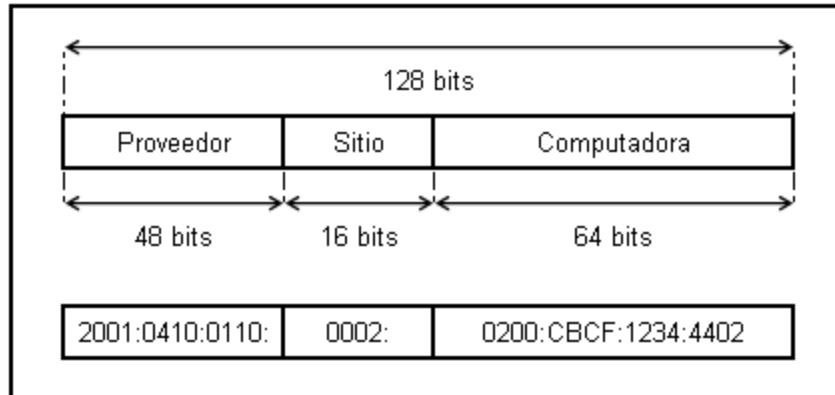 128 bits
Proveedor Sitio Computadora
48 bits 16 bits 64 bits
2001:0410:0110: 0002: 0200:CBCF:1234:4402